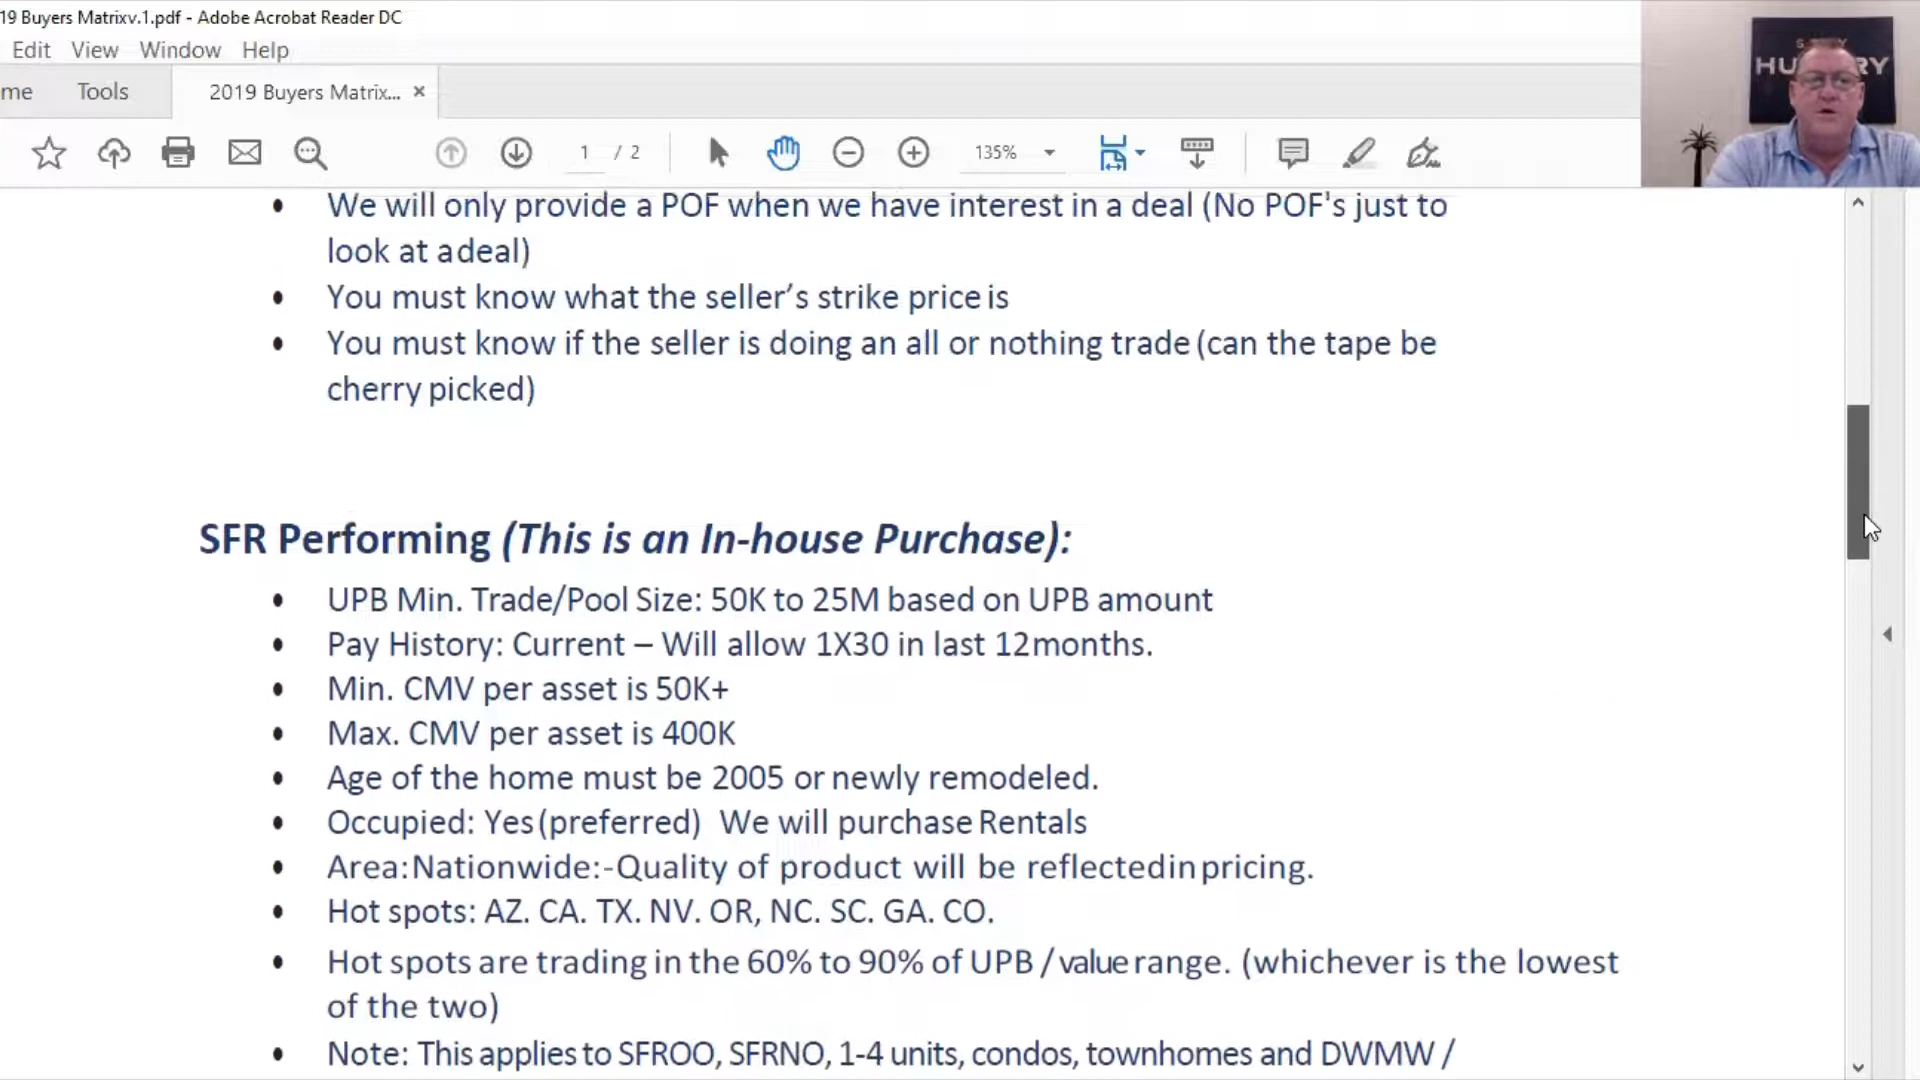 19 Buyers Matrixv.1.pdf - Adobe Acrobat Reader DC
Edit View Window Help
me Tools 2019 Buyers Matrix... ×
1 / 2 135%
HU RY
We will only provide a POF when we have interest in a deal (No POF's just to
look at a deal)
You must know what the seller’s strike price is
You must know if the seller is doing an all or nothing trade (can the tape be
cherry picked)
SFR Performing (This is an In-house Purchase):
UPB Min. Trade/Pool Size: 50K to 25M based on UPB amount
Pay History: Current – Will allow 1X30 in last 12months.
Min. CMV per asset is 50K+
Max. CMV per asset is 400K
Age of the home must be 2005 or newly remodeled.
Occupied: Yes (preferred) We will purchase Rentals
Area:Nationwide:-Quality of product will be reflected in pricing.
Hot spots: AZ. CA. TX. NV. OR, NC. SC. GA. CO.
Hot spots are trading in the 60% to 90% of UPB / value range. (whichever is the lowest
of the two)
Note: This applies to SFROO, SFRNO, 1-4 units, condos, townhomes and DWMW /